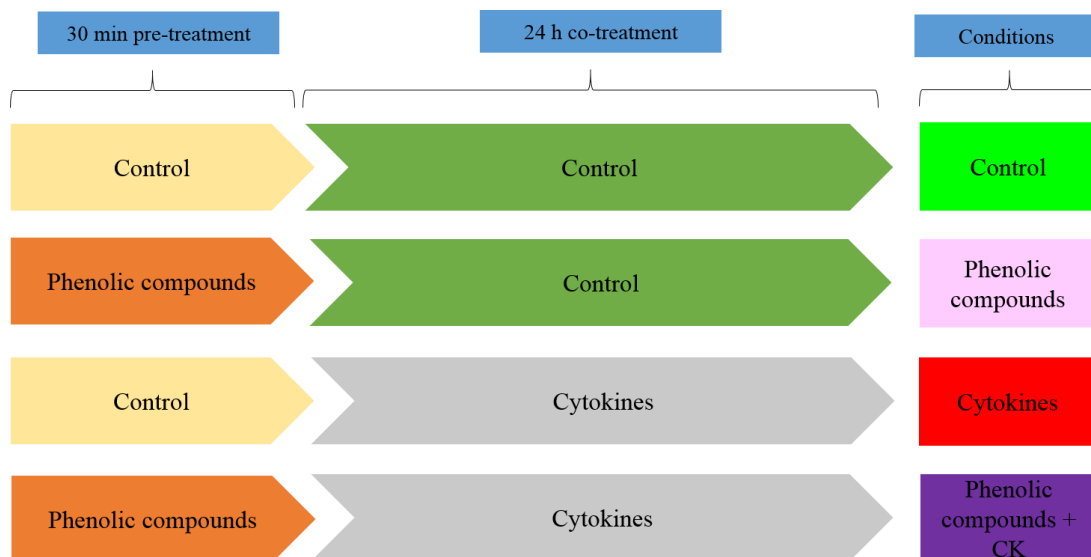 30 min pre-treatment
24 h co-treatment
Conditions
Control
Control
Control
Phenolic compounds
Control
Phenolic
compounds
Control
Cytokines
Cytokines
Phenolic compounds
Cytokines
Phenolic
compounds +
CK